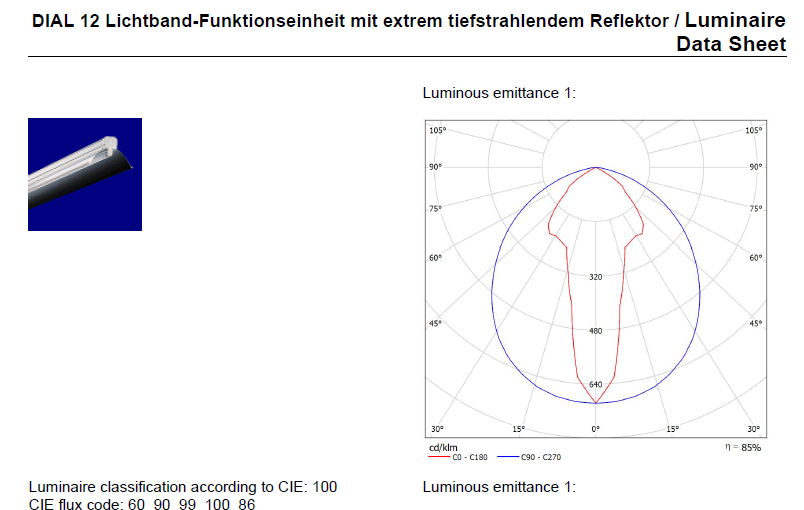 DIAL 12 Lichtband-Funktionseinheit mit extrem tiefstrahlendem Reflektor / Luminaire
Data Sheet
Luminous emittance 1:
105° 105°
90° 90°
75° 75°
60° 60°
320
45° 45°
480
640
30° 15° 0° 15° 30°
cd/klm η = 85%
C0 - C180 C90 - C270
Luminaire classification according to CIE: 100
CIE flux code: 60 90 99 100 86
Luminous emittance 1: